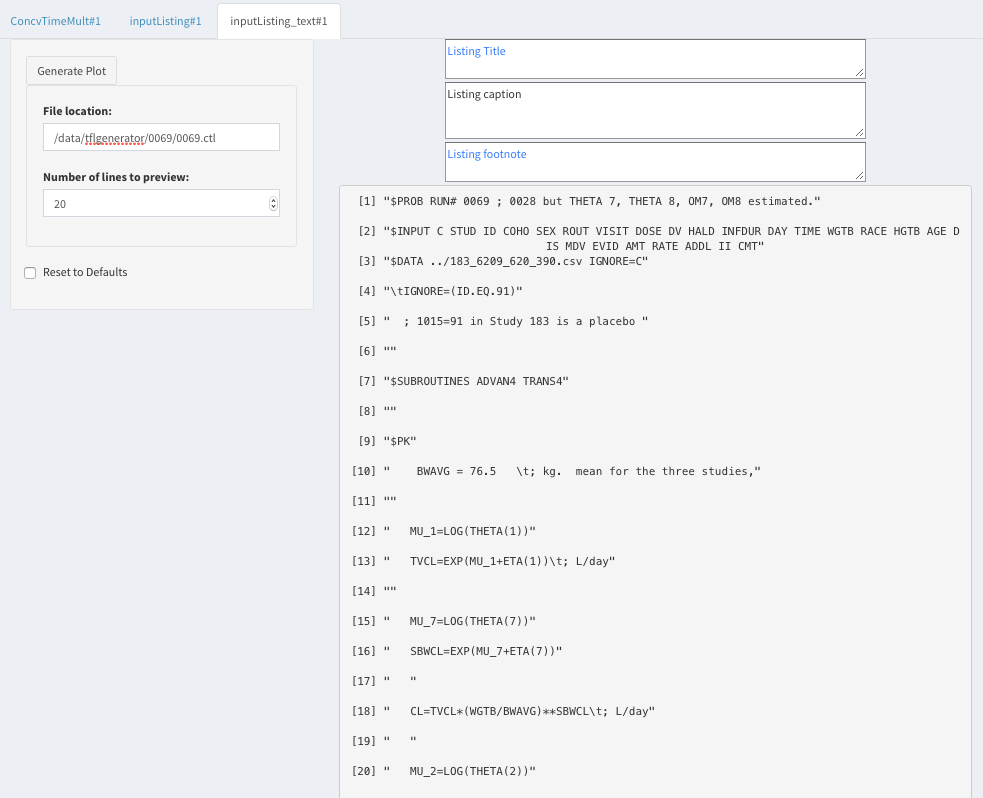 ConcvTimeMult#1 inputListing#1 inputListing_text#1
Generate Plot
File location:
/data/tflgenerator/0069/0069.ctl
Number of lines to preview:
20
Reset to Defaults
Listing Title
Listing caption
Listing footnote
[1] "$PROB RUN# 0069 ; 0028 but THETA 7, THETA 8, OM7, OM8 estimated."
[2] "$INPUT C STUD ID COHO SEX ROUT VISIT DOSE DV HALD INFDUR DAY TIME WGTB RACE HGTB AGE D
IS MDV EVID AMT RATE ADDL II CMT"
[3] "$DATA ../183_6209_620_390.csv IGNORE=C"
[4] "\tIGNORE=(ID.EQ.91)"
[5] "  ; 1015=91 in Study 183 is a placebo "
[6] ""
[7] "$SUBROUTINES ADVAN4 TRANS4"
[8] ""
[9] "$PK"
[10] "    BWAVG = 76.5   \t; kg.  mean for the three studies,"
[11] ""
[12] "   MU_1=LOG(THETA(1))"
[13] "   TVCL=EXP(MU_1+ETA(1))\t; L/day"
[14] ""
[15] "   MU_7=LOG(THETA(7))"
[16] "   SBWCL=EXP(MU_7+ETA(7))"
[17] "   "
[18] "   CL=TVCL*(WGTB/BWAVG)**SBWCL\t; L/day"
[19] "   "
[20] "   MU_2=LOG(THETA(2))"